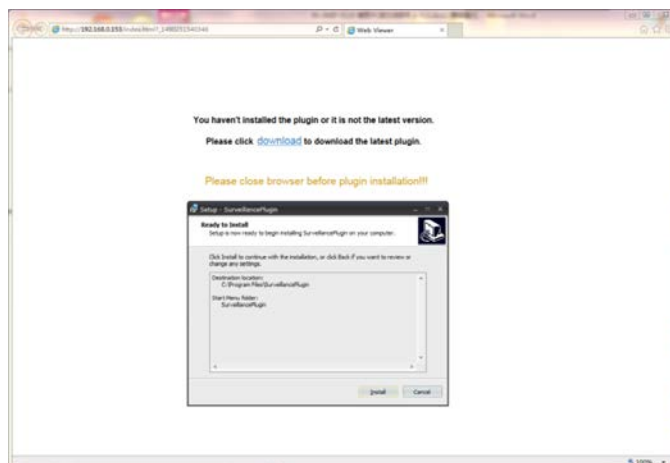 Microsoft Word
Web Viewer
You haven't installed the plugin or it is not the latest version.
Please click download to download the latest plugin.
Please close browser before plugin installation!!!
Setup - SurveillancePlugin
Ready to Install
Setup is now ready to begin installing SurveillancePlugin on your computer.
Click Install to continue with the installation, or click Back if you want to review or
change any settings.
Destination location:
C:\Program Files\SurveillancePlugin
Start Menu folder:
SurveillancePlugin
Install
Cancel
100%